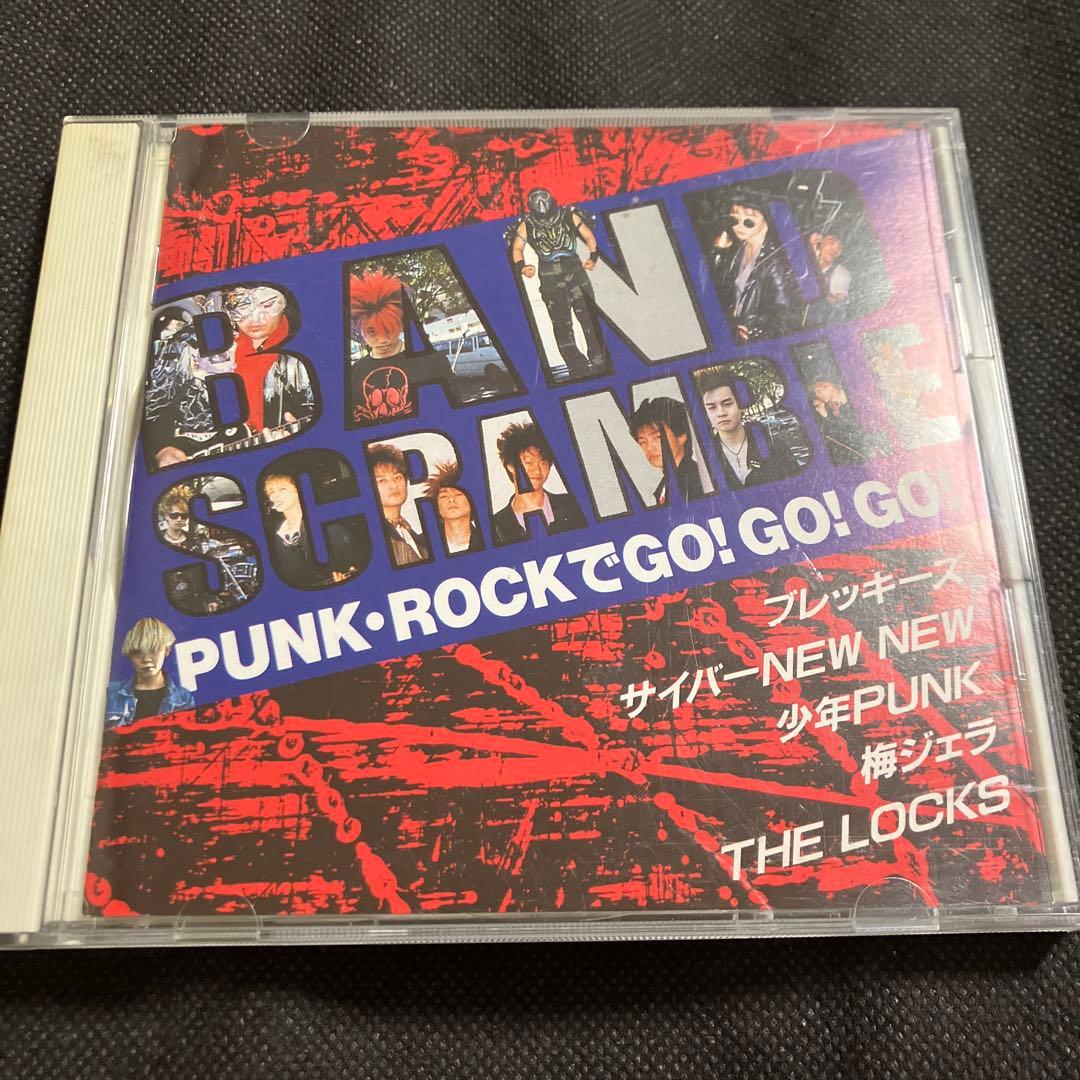 BAND
SCRAMBLE
PUNK・ROCKでGO! GO! GO!
ブレッキーズ
サイバーNEW NEW
少年PUNK
梅ジェラ
THE LOCKS